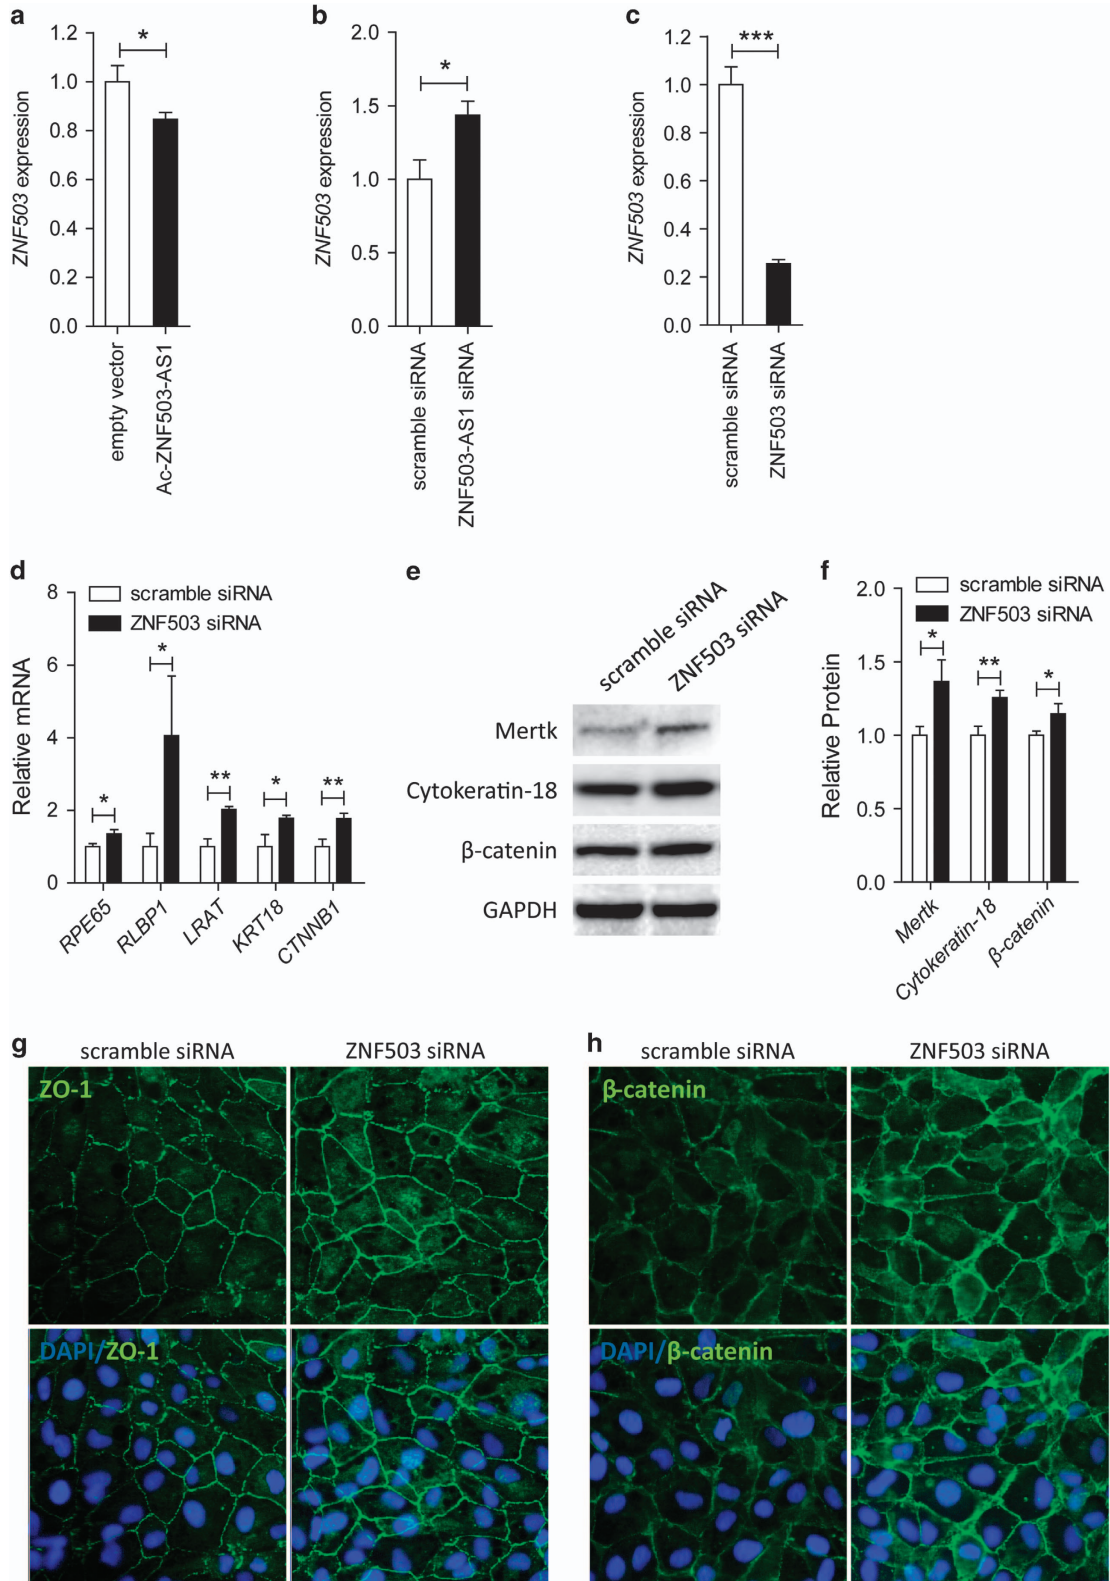 a
1.2
1.0
0.8
0.6
0.4
0.2
0.0
ZNF503 expression
*
empty vector
Ac-ZNF503-AS1
b
2.0
1.5
1.0
0.5
0.0
ZNF503 expression
*
scramble siRNA
ZNF503-AS1 siRNA
c
1.2
1.0
0.8
0.6
0.4
0.2
0.0
ZNF503 expression
***
scramble siRNA
ZNF503 siRNA
d
8
6
4
2
0
Relative mRNA
scramble siRNA
ZNF503 siRNA
*
*
**
*
**
RPE65
RLBP1
LRAT
KRT18
CTNNB1
e
scramble siRNA
ZNF503 siRNA
Mertk
Cytokeratin-18
β-catenin
GAPDH
f
2.0
1.5
1.0
0.5
0.0
Relative Protein
scramble siRNA
ZNF503 siRNA
*
**
*
Mertk
Cytokeratin-18
β-catenin
g
scramble siRNA
ZNF503 siRNA
ZO-1
DAPI/ZO-1
h
scramble siRNA
ZNF503 siRNA
β-catenin
DAPI/β-catenin